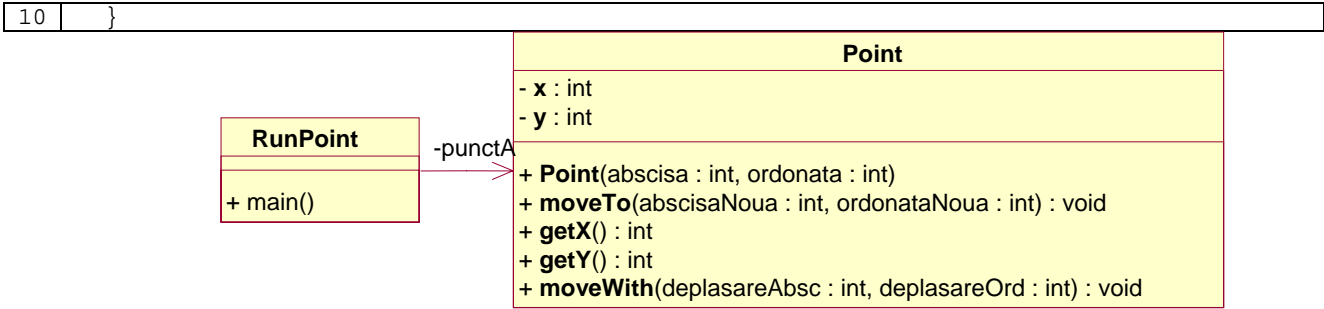 10 }
Point
- x : int
- y : int
RunPoint
-punctA
+ main()
+ Point(abscisa : int, ordonata : int)
+ moveTo(abscisaNoua : int, ordonataNoua : int) : void
+ getX() : int
+ getY() : int
+ moveWith(deplasareAbsc : int, deplasareOrd : int) : void